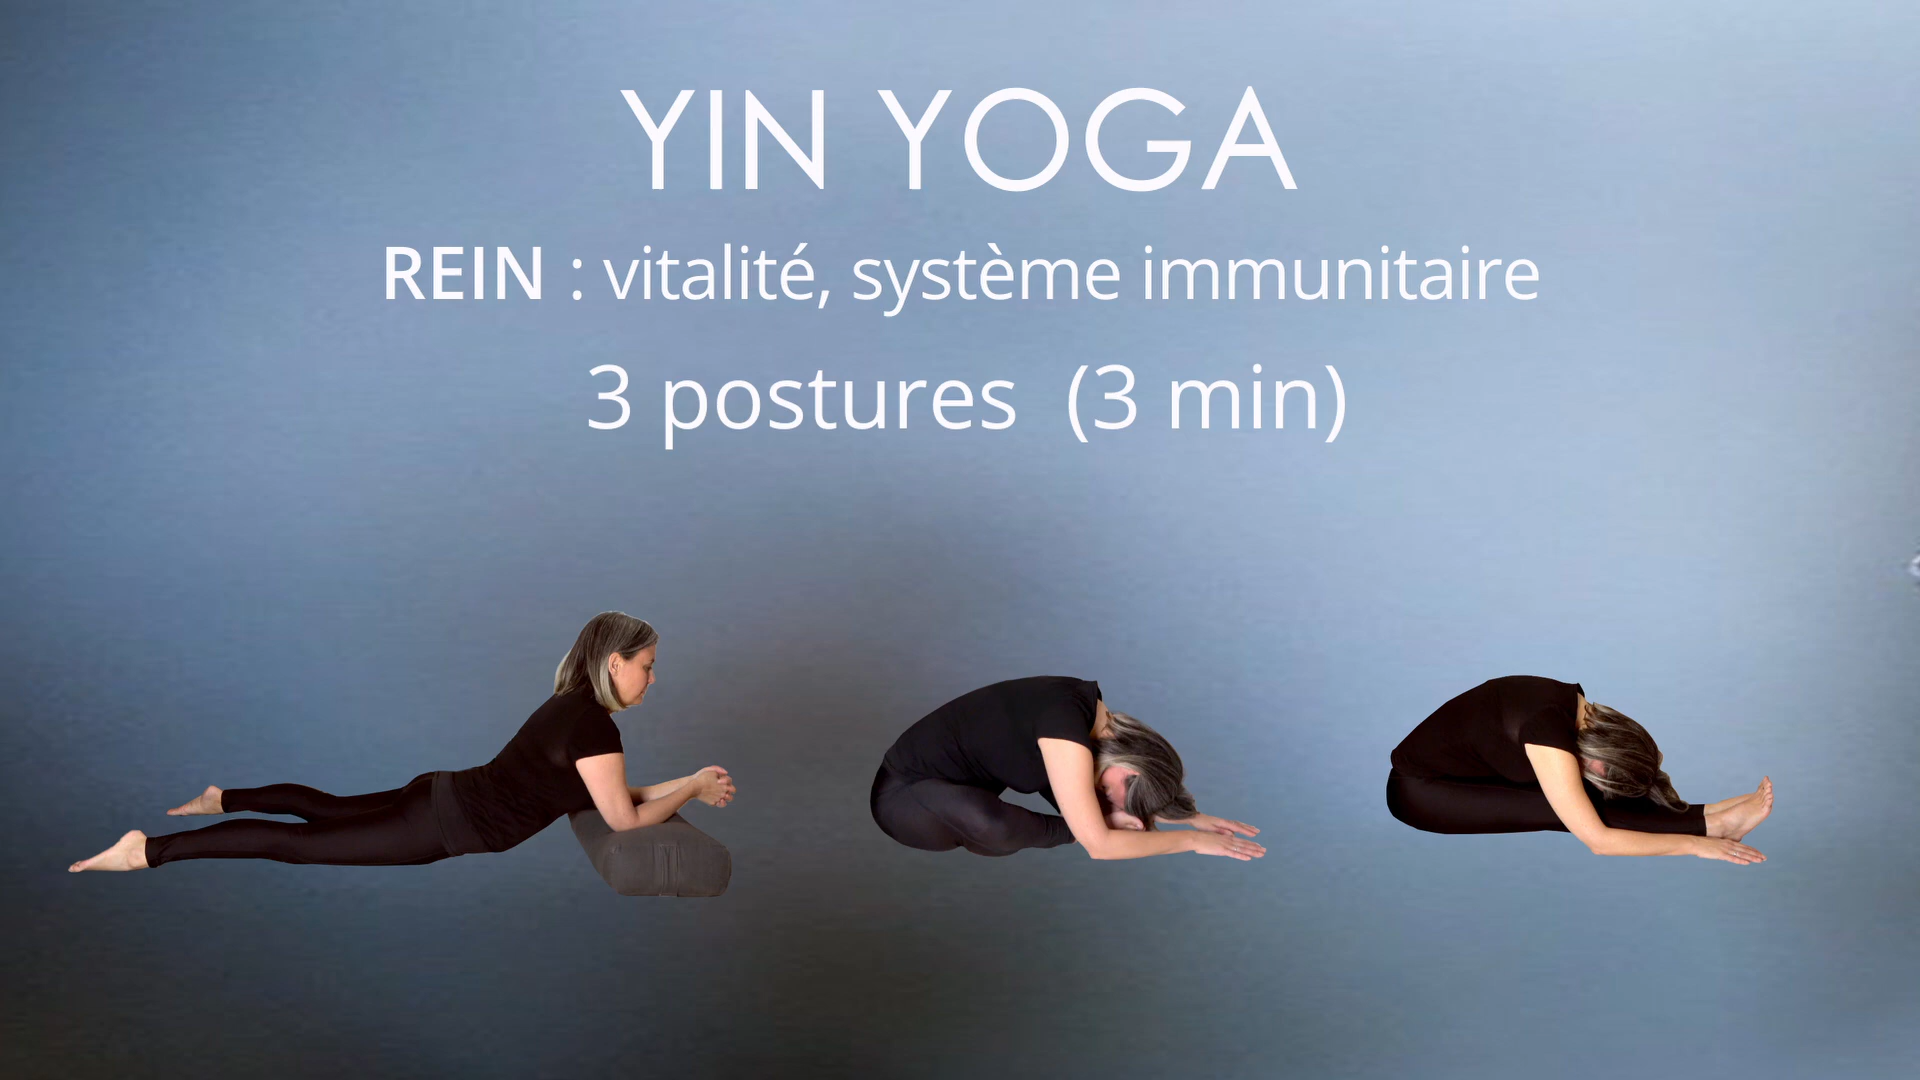 YIN YOGA
REIN : vitalité, système immunitaire
3 postures (3 min)